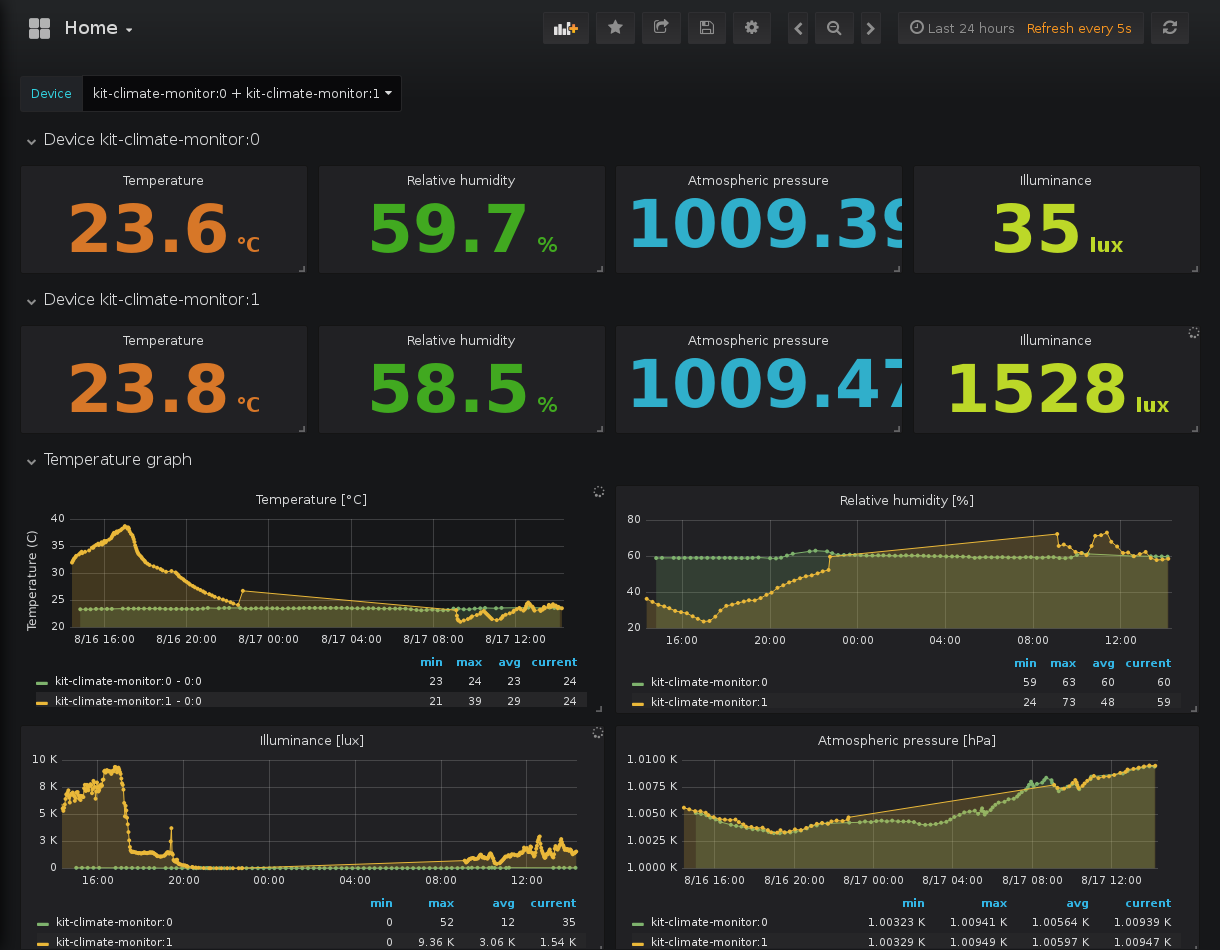 Home
Last 24 hours Refresh every 5s
Device kit-climate-monitor:0 + kit-climate-monitor:1
Device kit-climate-monitor:0
Temperature Relative humidity Atmospheric pressure Illuminance
23.6 °C 59.7 % 1009.39 35 lux
Device kit-climate-monitor:1
Temperature Relative humidity Atmospheric pressure Illuminance
23.8 °C 58.5 % 1009.47 1528 lux
Temperature graph
Temperature [°C]
Temperature (C)
40
35
30
25
20
8/16 16:00 8/16 20:00 8/17 00:00 8/17 04:00 8/17 08:00 8/17 12:00
min max avg current
kit-climate-monitor:0 - 0:0 23 24 23 24
kit-climate-monitor:1 - 0:0 21 39 29 24
Relative humidity [%]
80
60
40
20
16:00 20:00 00:00 04:00 08:00 12:00
min max avg current
kit-climate-monitor:0 59 63 60 60
kit-climate-monitor:1 24 73 48 59
Illuminance [lux]
10 K
8 K
5 K
3 K
0
16:00 20:00 00:00 04:00 08:00 12:00
min max avg current
kit-climate-monitor:0 0 52 12 35
kit-climate-monitor:1 0 9.36 K 3.06 K 1.54 K
Atmospheric pressure [hPa]
1.0100 K
1.0075 K
1.0050 K
1.0025 K
1.0000 K
8/16 16:00 8/16 20:00 8/17 00:00 8/17 04:00 8/17 08:00 8/17 12:00
min max avg current
kit-climate-monitor:0 1.00323 K 1.00941 K 1.00564 K 1.00939 K
kit-climate-monitor:1 1.00329 K 1.00949 K 1.00597 K 1.00947 K